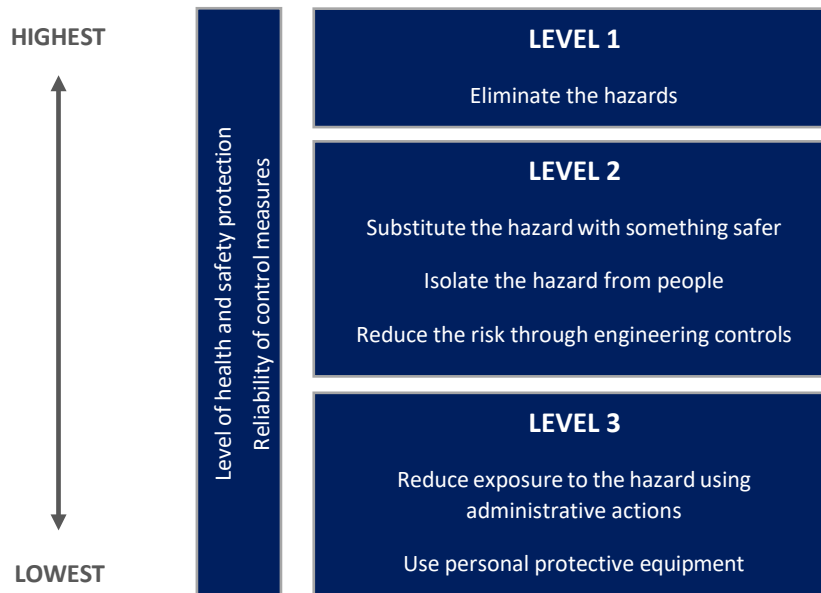 HIGHEST
LOWEST
Level of health and safety protection
Reliability of control measures
LEVEL 1
Eliminate the hazards
LEVEL 2
Substitute the hazard with something safer
Isolate the hazard from people
Reduce the risk through engineering controls
LEVEL 3
Reduce exposure to the hazard using
administrative actions
Use personal protective equipment